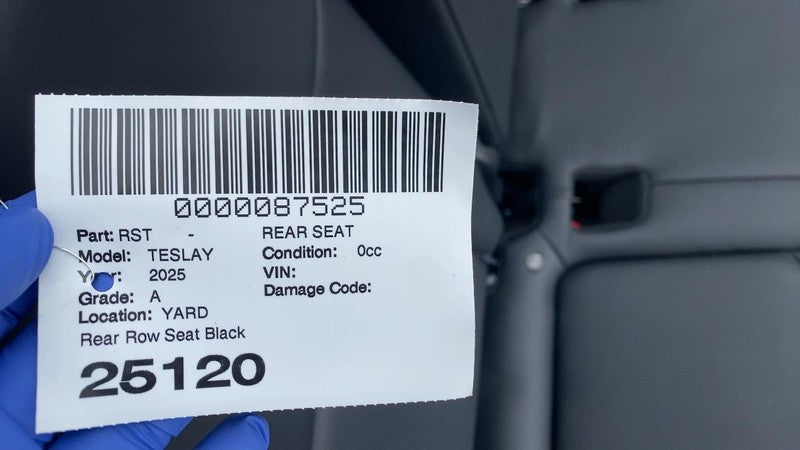 0000087525
Part: RST - REAR SEAT
Model: TESLAY Condition: 0cc
2025 VIN:
Grade: A Damage Code:
Location: YARD
Rear Row Seat Black
25120